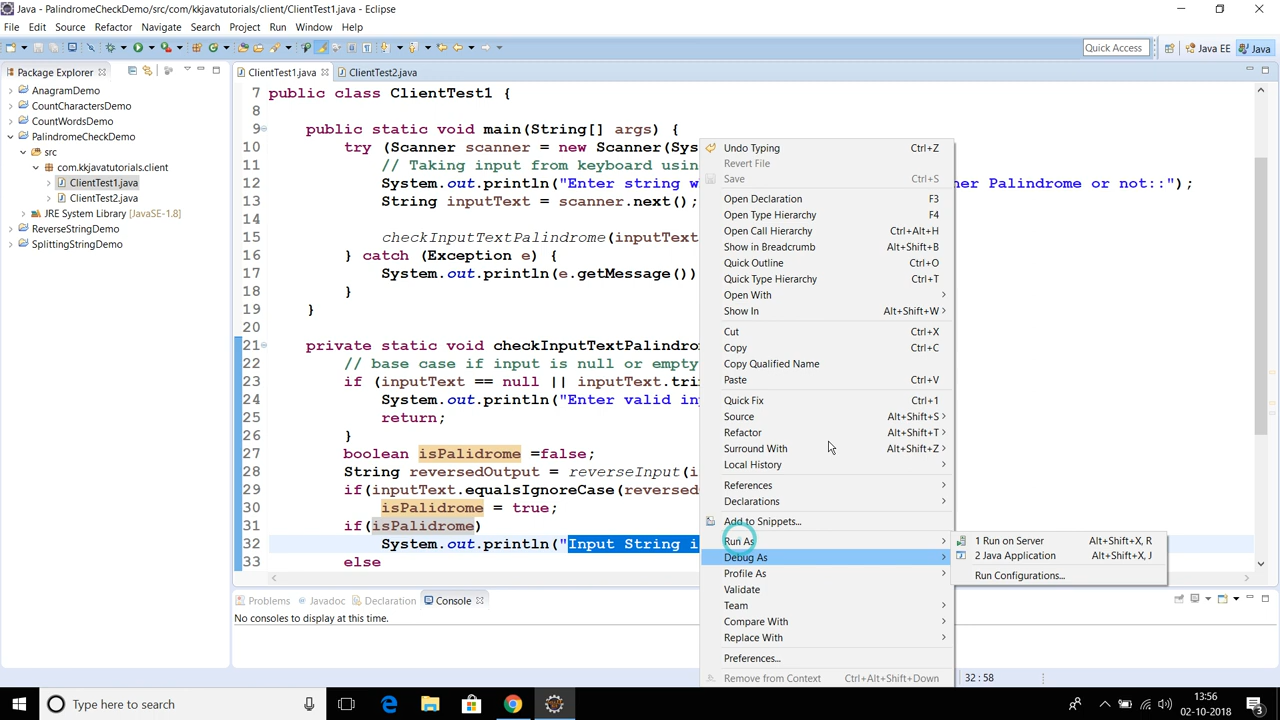 Java - PalindromeCheckDemo/src/com/kkjavatutorials/client/ClientTest1.java - Eclipse
File Edit Source Refactor Navigate Search Project Run Window Help
Quick Access Java EE Java
Package Explorer
AnagramDemo
CountCharactersDemo
CountWordsDemo
PalindromeCheckDemo
src
com.kkjavatutorials.client
ClientTest1.java
ClientTest2.java
JRE System Library [JavaSE-1.8]
ReverseStringDemo
SplittingStringDemo
ClientTest1.java ClientTest2.java
7 public class ClientTest1 {
8
9 public static void main(String[] args) {
10 try (Scanner scanner = new Scanner(Sys
11 // Taking input from keyboard usin
12 System.out.println("Enter string w her Palindrome or not::");
13 String inputText = scanner.next();
14
15 checkInputTextPalindrome(inputText
16 } catch (Exception e) {
17 System.out.println(e.getMessage())
18 }
19 }
20
21 private static void checkInputTextPalindro
22 // base case if input is null or empty
23 if (inputText == null || inputText.tri
24 System.out.println("Enter valid in
25 return;
26 }
27 boolean isPalidrome =false;
28 String reversedOutput = reverseInput(i
29 if(inputText.equalsIgnoreCase(reversed
30 isPalidrome = true;
31 if(isPalidrome)
32 System.out.println("Input String i
33 else
Undo Typing Ctrl+Z
Revert File
Save Ctrl+S
Open Declaration F3
Open Type Hierarchy F4
Open Call Hierarchy Ctrl+Alt+H
Show in Breadcrumb Alt+Shift+B
Quick Outline Ctrl+O
Quick Type Hierarchy Ctrl+T
Open With
Show In Alt+Shift+W
Cut Ctrl+X
Copy Ctrl+C
Copy Qualified Name
Paste Ctrl+V
Quick Fix Ctrl+1
Source Alt+Shift+S
Refactor Alt+Shift+T
Surround With Alt+Shift+Z
Local History
References
Declarations
Add to Snippets...
Run As
Debug As
Profile As
Validate
Team
Compare With
Replace With
Preferences...
Remove from Context Ctrl+Alt+Shift+Down
1 Run on Server Alt+Shift+X, R
2 Java Application Alt+Shift+X, J
Run Configurations...
Problems Javadoc Declaration Console
No consoles to display at this time.
32 : 58
Type here to search
13:56
02-10-2018
3